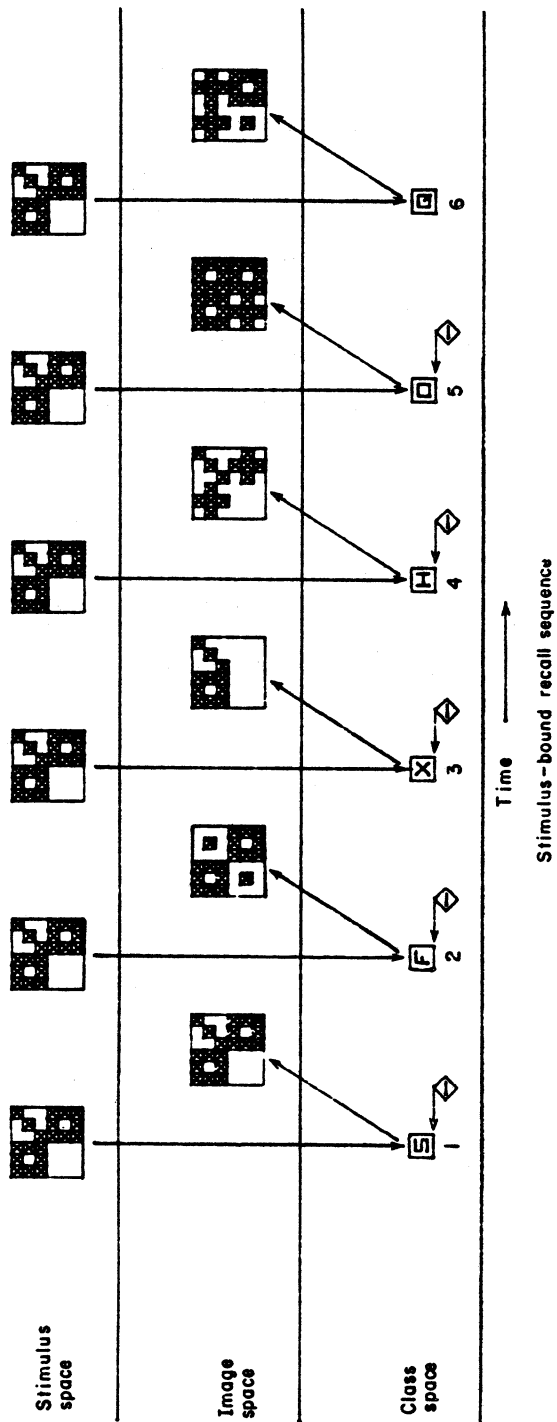 Stimulus
space
Image
space
Class
space
S F X H O Q
1 2 3 4 5 6
Time
Stimulus-bound recall sequence